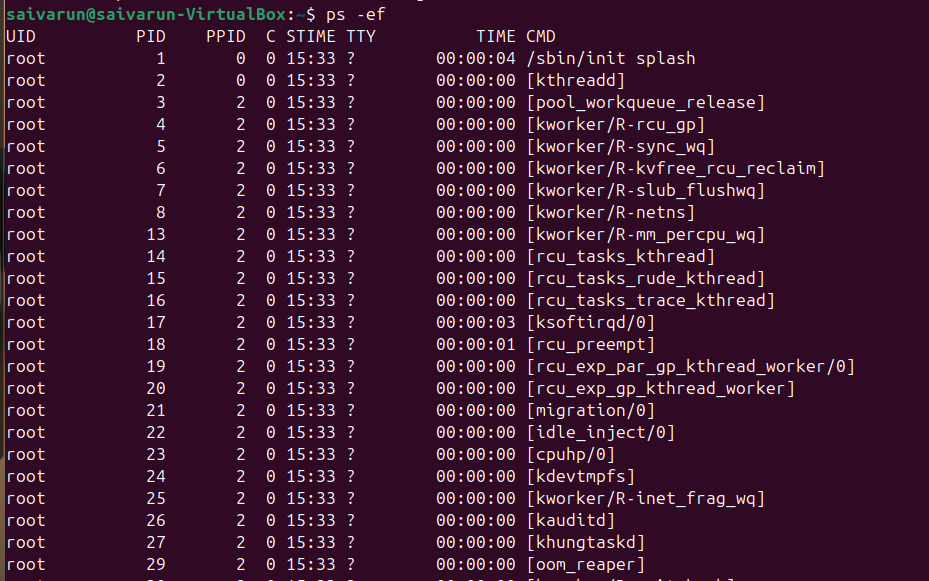 saivarun@saivarun-VirtualBox:~$ ps -ef
UID PID PPID C STIME TTY TIME CMD
root 1 0 0 15:33 ? 00:00:04 /sbin/init splash
root 2 0 0 15:33 ? 00:00:00 [kthreadd]
root 3 2 0 15:33 ? 00:00:00 [pool_workqueue_release]
root 4 2 0 15:33 ? 00:00:00 [kworker/R-rcu_gp]
root 5 2 0 15:33 ? 00:00:00 [kworker/R-sync_wq]
root 6 2 0 15:33 ? 00:00:00 [kworker/R-kvfree_rcu_reclaim]
root 7 2 0 15:33 ? 00:00:00 [kworker/R-slub_flushwq]
root 8 2 0 15:33 ? 00:00:00 [kworker/R-netns]
root 13 2 0 15:33 ? 00:00:00 [kworker/R-mm_percpu_wq]
root 14 2 0 15:33 ? 00:00:00 [rcu_tasks_kthread]
root 15 2 0 15:33 ? 00:00:00 [rcu_tasks_rude_kthread]
root 16 2 0 15:33 ? 00:00:00 [rcu_tasks_trace_kthread]
root 17 2 0 15:33 ? 00:00:03 [ksoftirqd/0]
root 18 2 0 15:33 ? 00:00:01 [rcu_preempt]
root 19 2 0 15:33 ? 00:00:00 [rcu_exp_par_gp_kthread_worker/0]
root 20 2 0 15:33 ? 00:00:00 [rcu_exp_gp_kthread_worker]
root 21 2 0 15:33 ? 00:00:00 [migration/0]
root 22 2 0 15:33 ? 00:00:00 [idle_inject/0]
root 23 2 0 15:33 ? 00:00:00 [cpuhp/0]
root 24 2 0 15:33 ? 00:00:00 [kdevtmpfs]
root 25 2 0 15:33 ? 00:00:00 [kworker/R-inet_frag_wq]
root 26 2 0 15:33 ? 00:00:00 [kauditd]
root 27 2 0 15:33 ? 00:00:00 [khungtaskd]
root 29 2 0 15:33 ? 00:00:00 [oom_reaper]